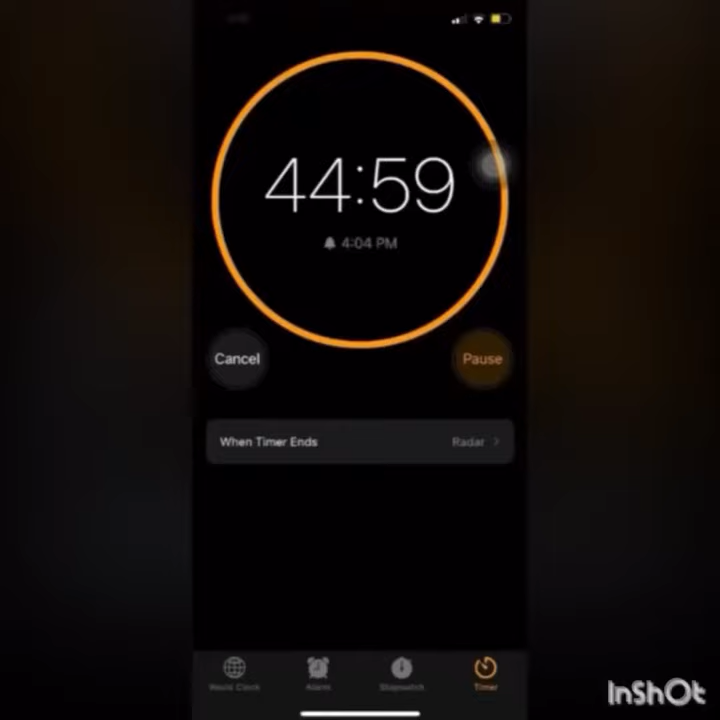 44:59
4:04 PM
Cancel
Pause
When Timer Ends
Radar
World Clock
Alarm
Stopwatch
Timer
InShOt